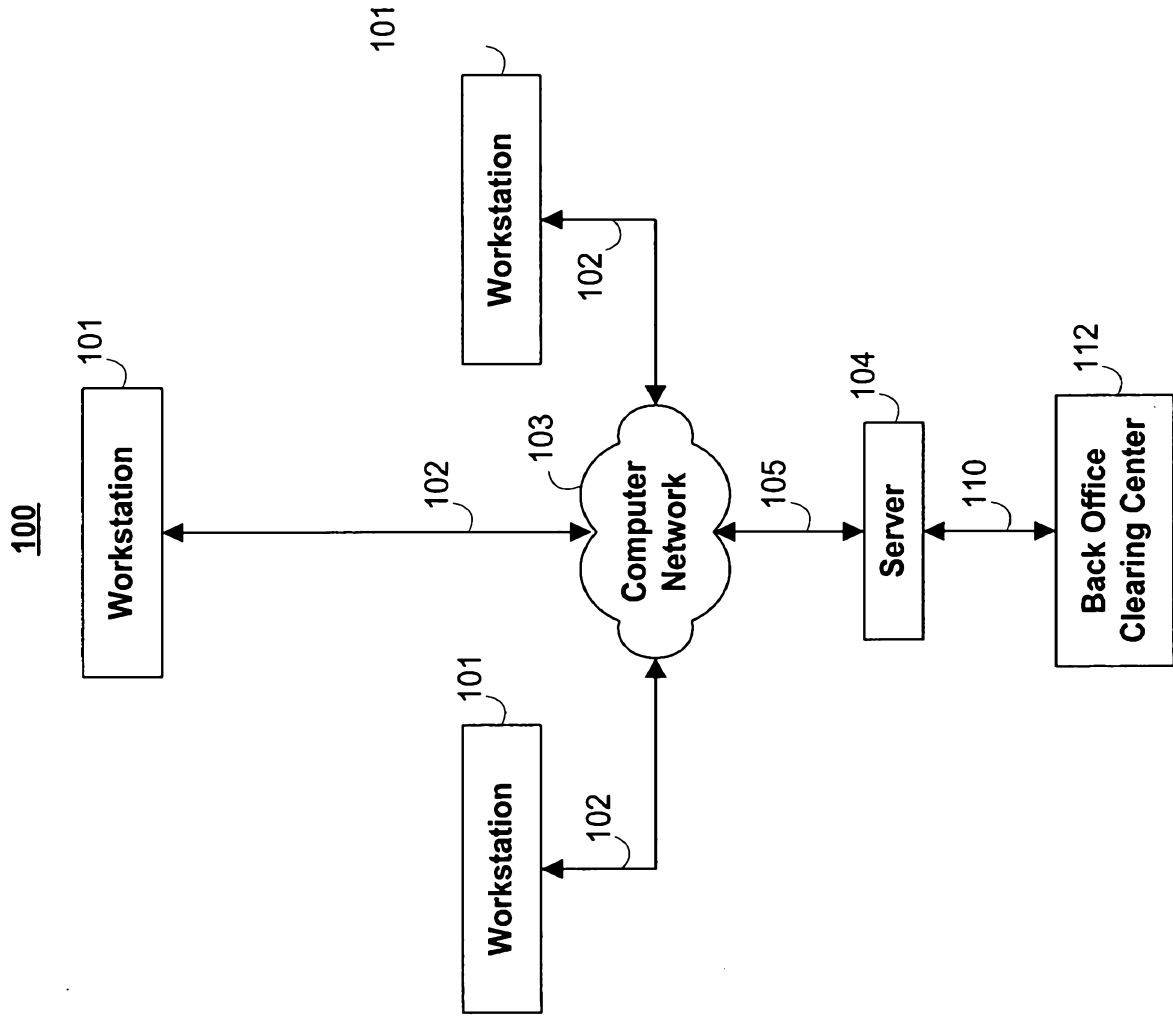 100
101
Workstation
102
101
Workstation
102
101
Workstation
102
103
Computer
Network
105
104
Server
110
112
Back Office
Clearing Center